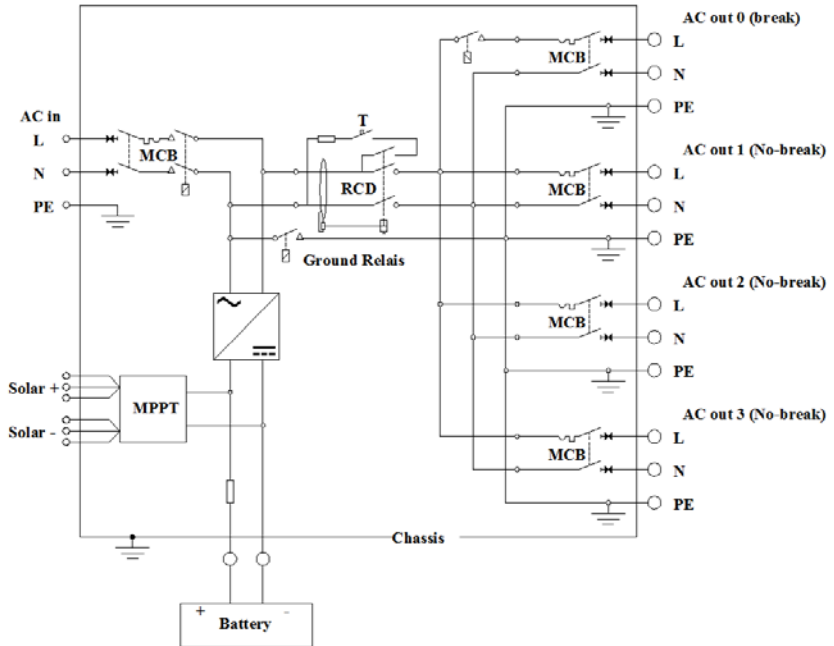 AC out 0 (break)
L
MCB
N
PE
AC in
L
MCB
N
PE
T
RCD
Ground Relais
AC out 1 (No-break)
L
MCB
N
PE
AC out 2 (No-break)
L
MCB
N
PE
Solar +
MPPT
Solar -
AC out 3 (No-break)
L
MCB
N
PE
Chassis
+ -
Battery